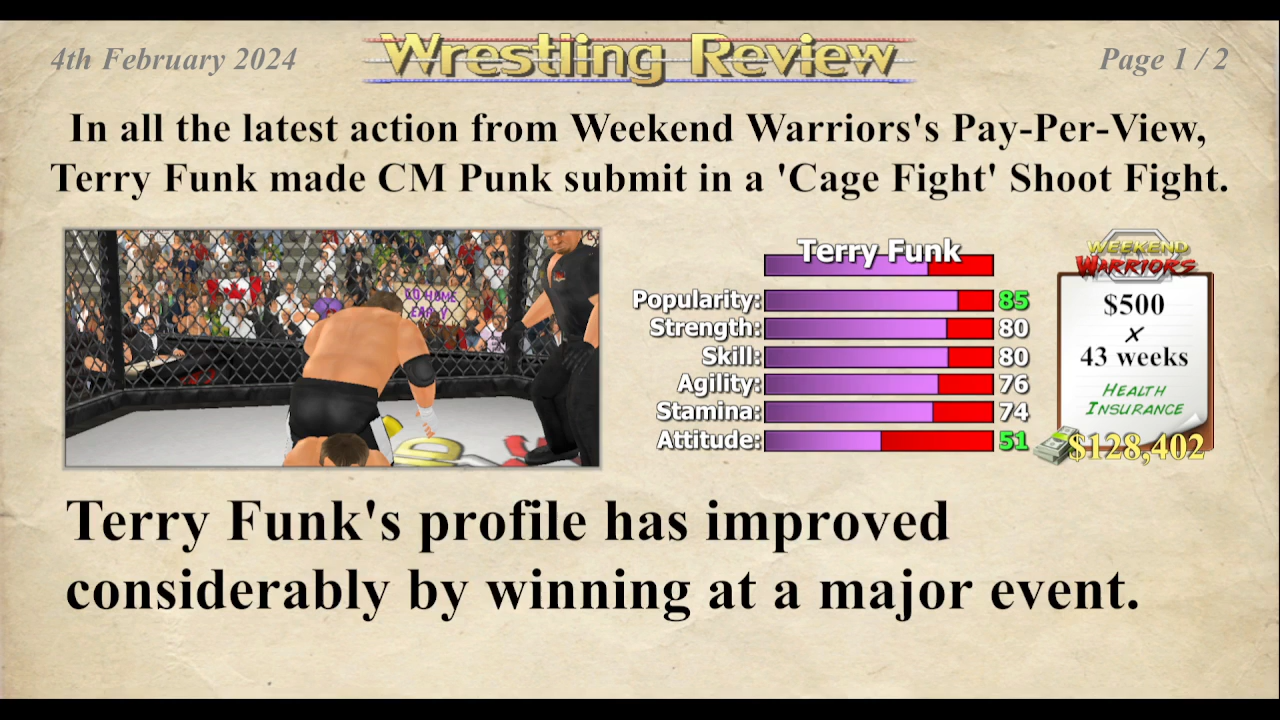 4th February 2024
Wrestling Review
Page 1 / 2
In all the latest action from Weekend Warriors's Pay-Per-View,
Terry Funk made CM Punk submit in a 'Cage Fight' Shoot Fight.
GO HOME
Terry Funk
Popularity: 85
Strength: 80
Skill: 80
Agility: 76
Stamina: 74
Attitude: 51
WEEKEND
WARRIORS
$500
x
43 weeks
HEALTH
INSURANCE
$128,402
Terry Funk's profile has improved
considerably by winning at a major event.